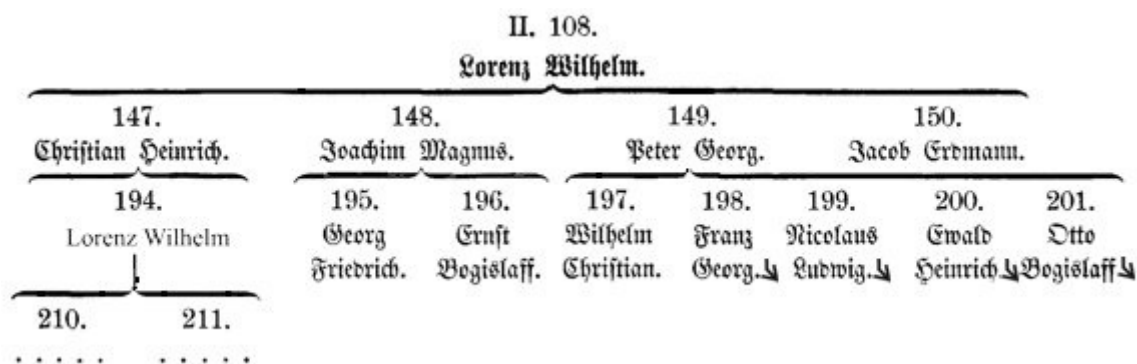 II. 108.
Lorenz Wilhelm.
147. 148. 149. 150.
Chriſtian Heinrich. Joachim Magnus. Peter Georg. Jacob Erdmann.
194. 195. 196. 197. 198. 199. 200. 201.
Lorenz Wilhelm Georg Ernſt Wilhelm Franz Nicolaus Ewald Otto
Friedrich. Bogislaff. Chriſtian. Georg. Ludwig. Heinrich Bogislaff
210. 211.
. . . . . . . . . .